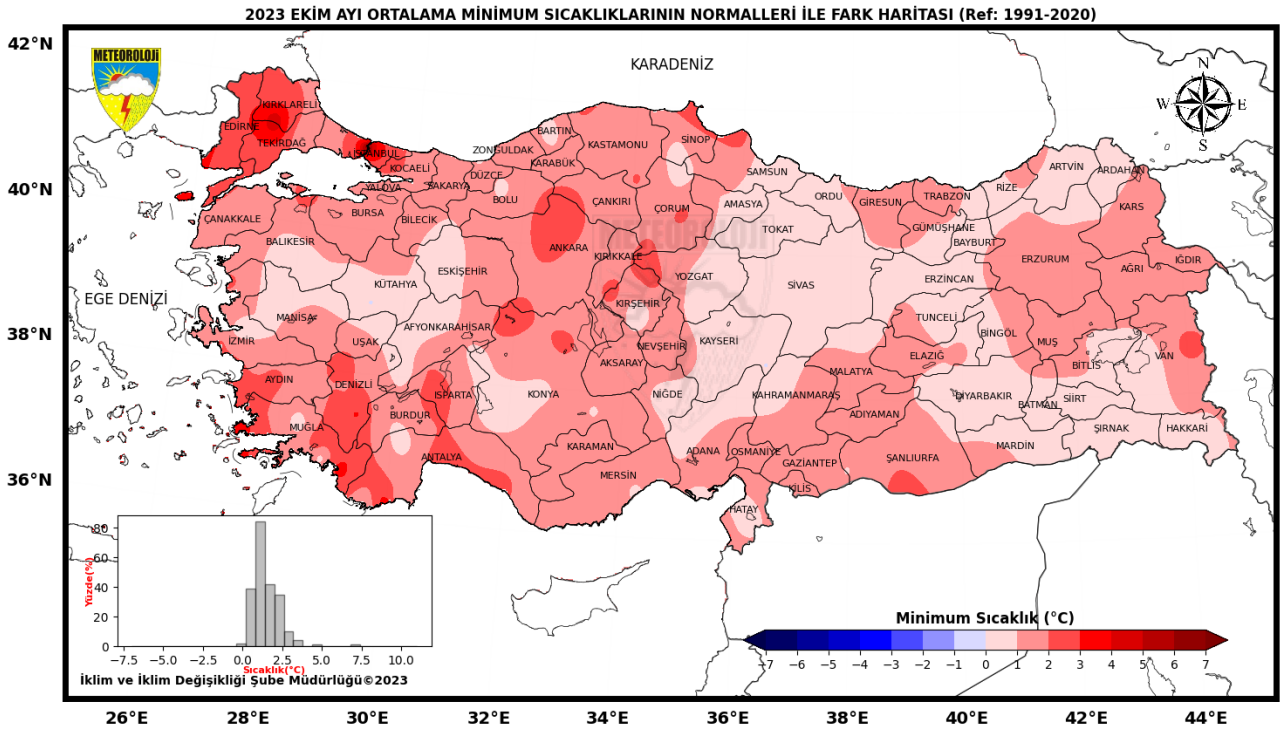 2023 EKİM AYI ORTALAMA MİNİMUM SICAKLIKLARININ NORMALLERİ İLE FARK HARİTASI (Ref: 1991-2020)
42°N
40°N
38°N
36°N
METEOROLOJİ
KARADENİZ
N
W E
S
EGE DENİZİ
KIRKLARELİ
EDİRNE
TEKİRDAĞ
İSTANBUL
KOCAELİ
YALOVA
SAKARYA
DÜZCE
ZONGULDAK
BARTIN
KARABÜK
KASTAMONU
SİNOP
SAMSUN
ORDU
GİRESUN
TRABZON
RİZE
ARTVİN
ARDAHAN
KARS
ÇANAKKALE
BURSA
BİLECİK
BOLU
ÇANKIRI
ÇORUM
AMASYA
TOKAT
GÜMÜŞHANE
BAYBURT
BALIKESİR
ESKİŞEHİR
ANKARA
KIRIKKALE
YOZGAT
SİVAS
ERZİNCAN
ERZURUM
AĞRI
IĞDIR
KÜTAHYA
MANİSA
AFYONKARAHİSAR
KIRŞEHİR
TUNCELİ
BİNGÖL
MUŞ
BİTLİS
VAN
İZMİR
UŞAK
NEVŞEHİR
KAYSERİ
AKSARAY
ELAZIĞ
MALATYA
AYDIN
DENİZLİ
ISPARTA
KONYA
NİĞDE
KAHRAMANMARAŞ
DİYARBAKIR
BATMAN
SİİRT
BURDUR
MUĞLA
ADIYAMAN
ŞIRNAK
HAKKARİ
MARDİN
ANTALYA
KARAMAN
MERSİN
ADANA
OSMANİYE
GAZİANTEP
ŞANLIURFA
KİLİS
HATAY
METEOROLOJİ
Yüzde(%)
80
60
40
20
0
−7.5 −5.0 −2.5 0.0 2.5 5.0 7.5 10.0
Sıcaklık(°C)
İklim ve İklim Değişikliği Şube Müdürlüğü©2023
Minimum Sıcaklık (°C)
−7 −6 −5 −4 −3 −2 −1 0 1 2 3 4 5 6 7
26°E 28°E 30°E 32°E 34°E 36°E 38°E 40°E 42°E 44°E